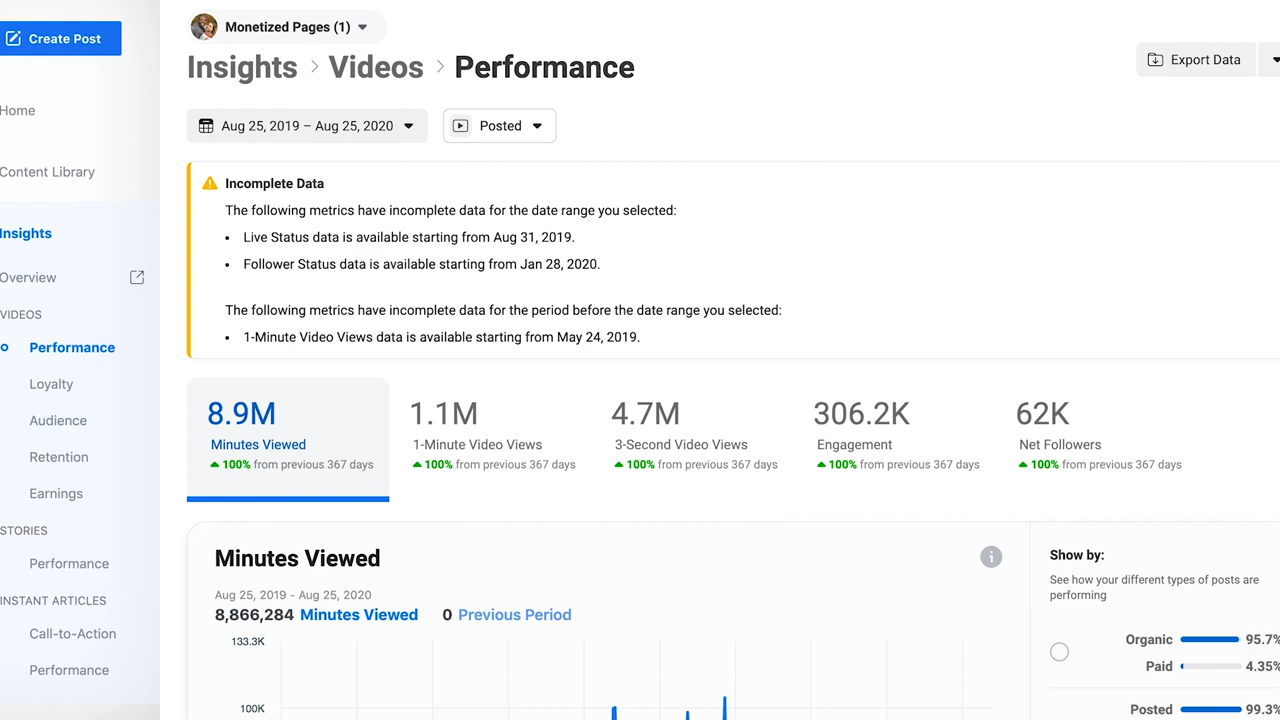 Create Post
Home
Content Library
Insights
Overview
VIDEOS
Performance
Loyalty
Audience
Retention
Earnings
STORIES
Performance
INSTANT ARTICLES
Call-to-Action
Performance
Monetized Pages (1)
Insights > Videos > Performance
Export Data
Aug 25, 2019 – Aug 25, 2020
Posted
Incomplete Data
The following metrics have incomplete data for the date range you selected:
• Live Status data is available starting from Aug 31, 2019.
• Follower Status data is available starting from Jan 28, 2020.
The following metrics have incomplete data for the period before the date range you selected:
• 1-Minute Video Views data is available starting from May 24, 2019.
8.9M
Minutes Viewed
100% from previous 367 days
1.1M
1-Minute Video Views
100% from previous 367 days
4.7M
3-Second Video Views
100% from previous 367 days
306.2K
Engagement
100% from previous 367 days
62K
Net Followers
100% from previous 367 days
Minutes Viewed
Aug 25, 2019 - Aug 25, 2020
8,866,284 Minutes Viewed 0 Previous Period
133.3K
100K
Show by:
See how your different types of posts are
performing
Organic 95.7%
Paid 4.35%
Posted 99.3%